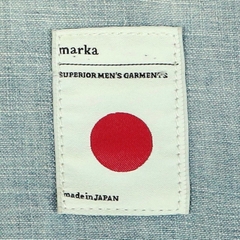 marka
SUPERIOR MEN'S GARMENTS
made in JAPAN